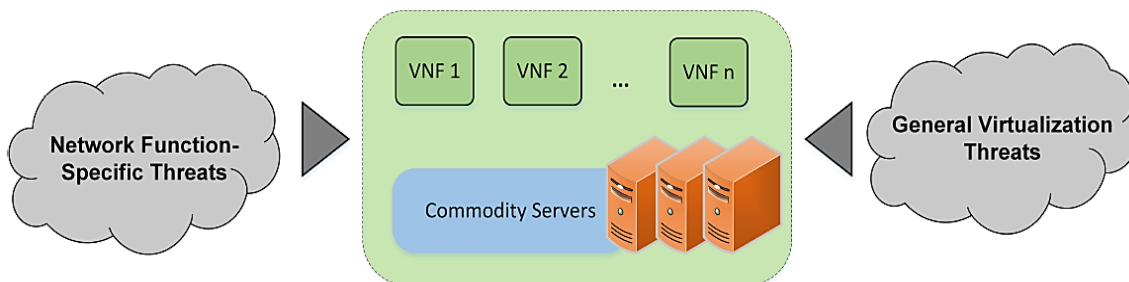 VNF 1
VNF 2
...
VNF n
Network Function-
Specific Threats
General Virtualization
Threats
Commodity Servers